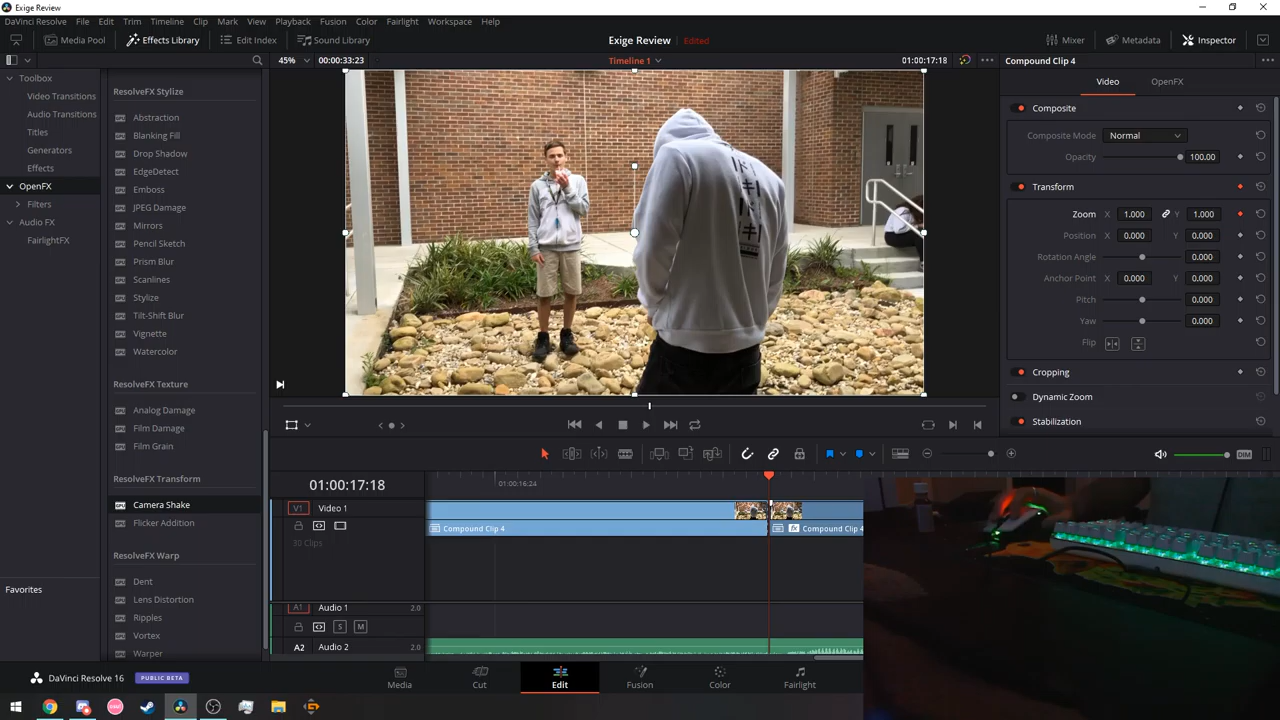 Exige Review
DaVinci Resolve File Edit Trim Timeline Clip Mark View Playback Fusion Color Fairlight Workspace Help
Media Pool Effects Library Edit Index Sound Library Exige Review Edited Mixer Metadata Inspector
45% 00:00:33:23 Timeline 1 01:00:17:18 Compound Clip 4
Toolbox
Video Transitions
Audio Transitions
Titles
Generators
Effects
OpenFX
Filters
Audio FX
FairlightFX
Favorites
ResolveFX Stylize
Abstraction
Blanking Fill
Drop Shadow
EdgeDetect
Emboss
JPEG Damage
Mirrors
Pencil Sketch
Prism Blur
Scanlines
Stylize
Tilt-Shift Blur
Vignette
Watercolor
ResolveFX Texture
Analog Damage
Film Damage
Film Grain
ResolveFX Transform
Camera Shake
Flicker Addition
ResolveFX Warp
Dent
Lens Distortion
Ripples
Vortex
Warper
Video OpenFX
Composite
Composite Mode Normal
Opacity 100.00
Transform
Zoom X 1.000 Y 1.000
Position X 0.000 Y 0.000
Rotation Angle 0.000
Anchor Point X 0.000 Y 0.000
Pitch 0.000
Yaw 0.000
Flip
Cropping
Dynamic Zoom
Stabilization
DIM
01:00:17:18 01:00:16:24
V1 Video 1
30 Clips
Compound Clip 4 fx Compound Clip 4
A1 Audio 1 2.0
S M
A2 Audio 2 2.0
DaVinci Resolve 16 PUBLIC BETA
Media Cut Edit Fusion Color Fairlight